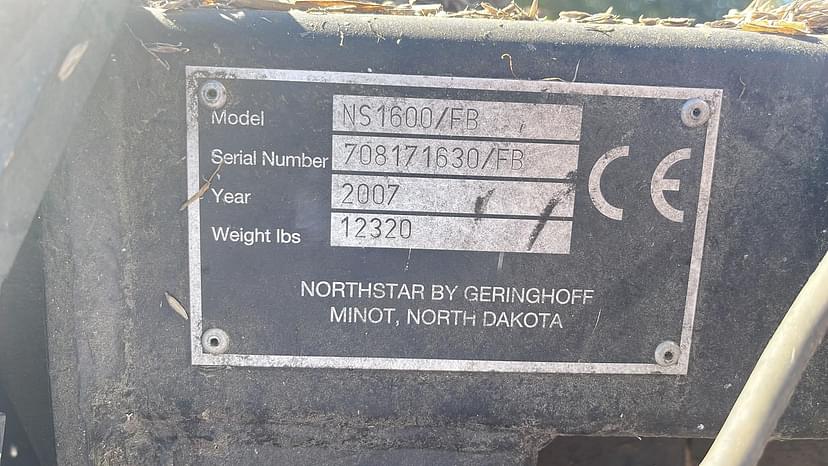 Model NS1600/FB
Serial Number 708171630/FB
Year 2007
Weight lbs 12320
CE
NORTHSTAR BY GERINGHOFF
MINOT, NORTH DAKOTA